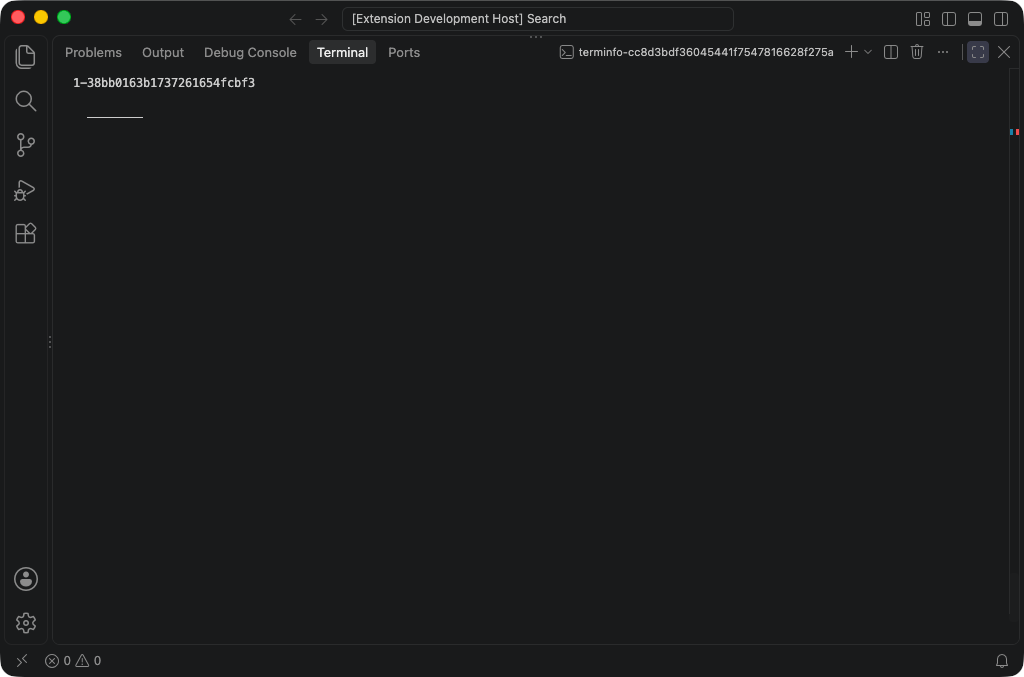 [Extension Development Host] Search
Problems Output Debug Console Terminal Ports terminfo-cc8d3bdf36045441f7547816628f275a
1-38bb0163b1737261654fcbf3
0 0